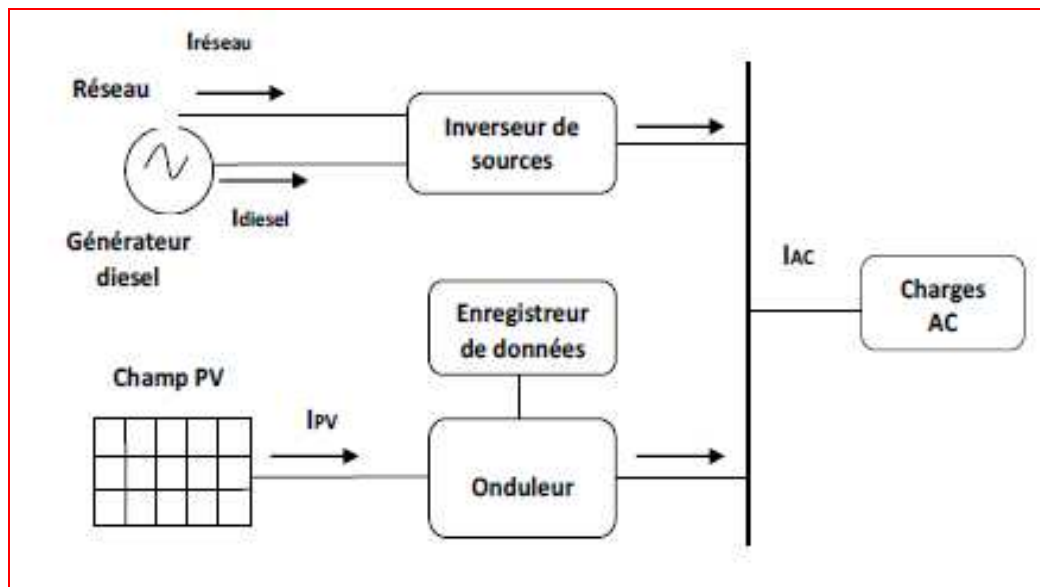 Iréseau
Réseau
Inverseur de
sources
Idiesel
Générateur
diesel
IAC
Charges
AC
Enregistreur
de données
Champ PV
IPV
Onduleur